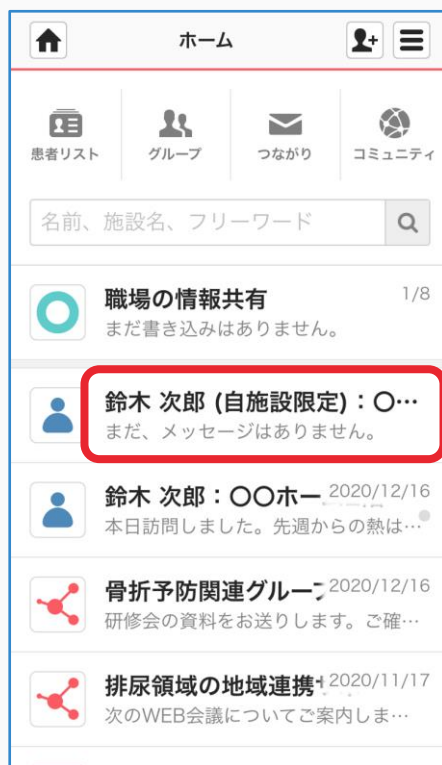 ホーム
患者リスト グループ つながり コミュニティ
名前、施設名、フリーワード
職場の情報共有 1/8
まだ書き込みはありません。
鈴木 次郎 (自施設限定)：〇…
まだ、メッセージはありません。
鈴木 次郎：〇〇ホー 2020/12/16
本日訪問しました。先週からの熱は…
骨折予防関連グルー 2020/12/16
研修会の資料をお送りします。ご確…
排尿領域の地域連携 2020/11/17
次のWEB会議についてご案内しま…